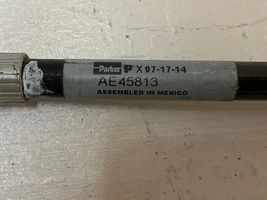 Parker P X 07-17-14
AE45813
ASSEMBLED IN MEXICO